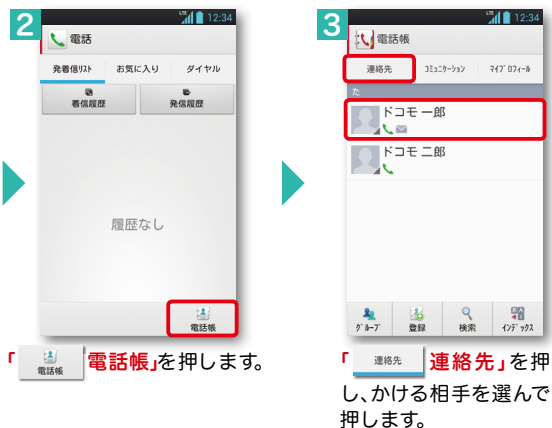 2
LTE 12:34
電話
発着信リスト お気に入り ダイヤル
着信履歴 発信履歴
履歴なし
電話帳
「電話帳 電話帳」を押します。
3
LTE 12:34
電話帳
連絡先 コミュニケーション マイプロフィール
た
ドコモ 一郎
ドコモ 二郎
グループ 登録 検索 インデックス
「連絡先 連絡先」を押
し、かける相手を選んで
押します。